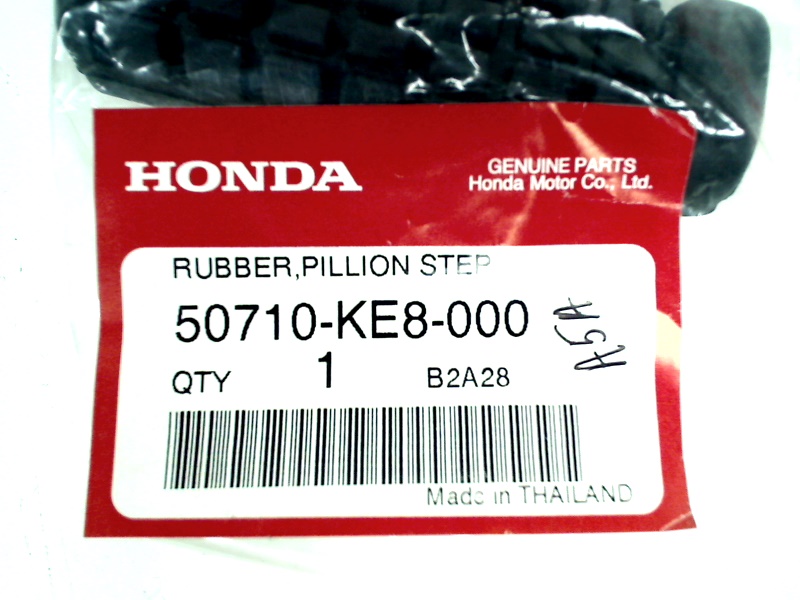 HONDA
GENUINE PARTS
Honda Motor Co., Ltd.
RUBBER,PILLION STEP
50710-KE8-000
QTY 1 B2A28
A5A
Made in THAILAND